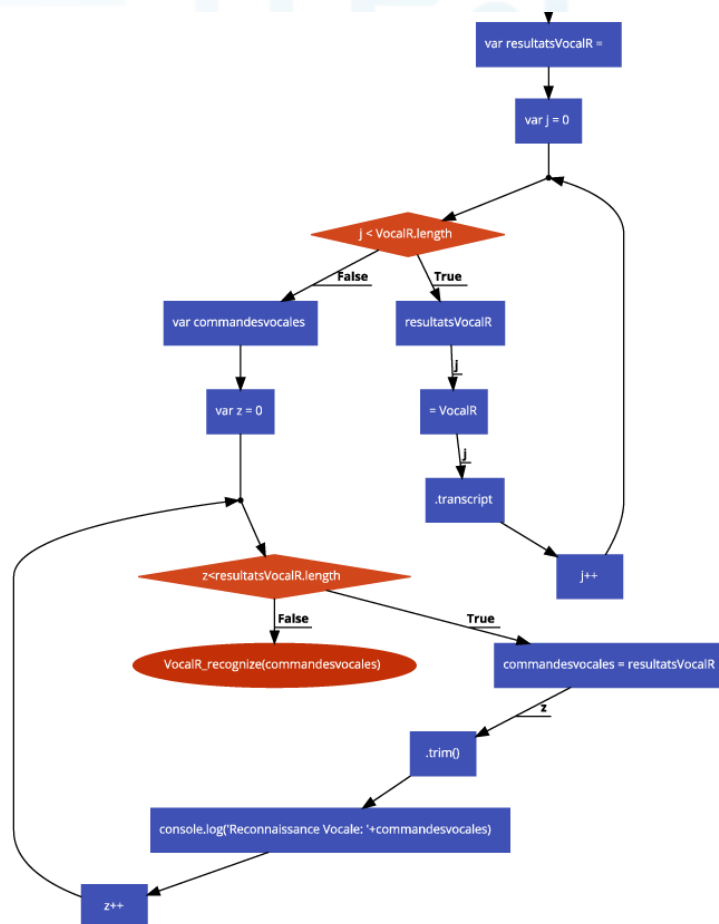 var resultatsVocalR =
var j = 0
j < VocalR.length
False
True
var commandesvocales
resultatsVocalR
j
var z = 0
= VocalR
j
.transcript
z<resultatsVocalR.length
j++
False
True
VocalR_recognize(commandesvocales)
commandesvocales = resultatsVocalR
z
.trim()
console.log('Reconnaissance Vocale: '+commandesvocales)
z++